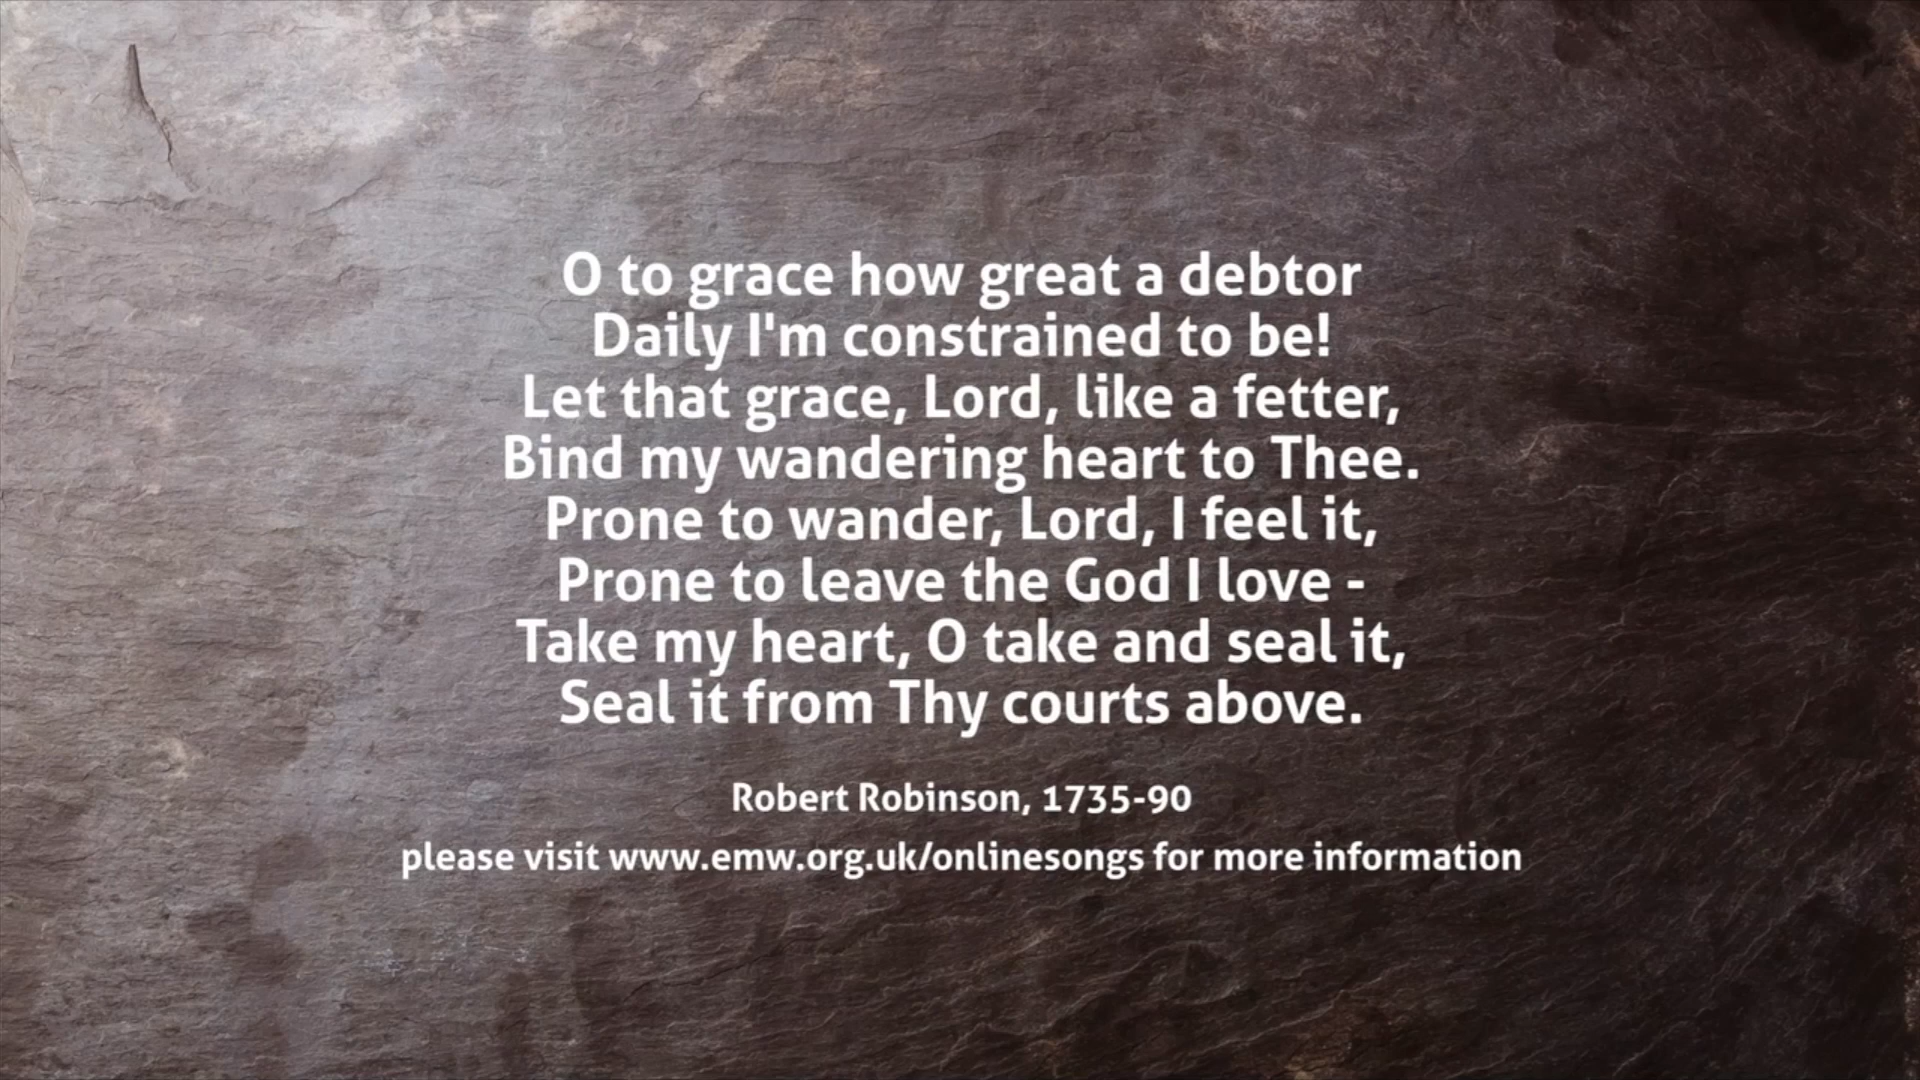 O to grace how great a debtor
Daily I'm constrained to be!
Let that grace, Lord, like a fetter,
Bind my wandering heart to Thee.
Prone to wander, Lord, I feel it,
Prone to leave the God I love -
Take my heart, O take and seal it,
Seal it from Thy courts above.
Robert Robinson, 1735-90
please visit www.emw.org.uk/onlinesongs for more information